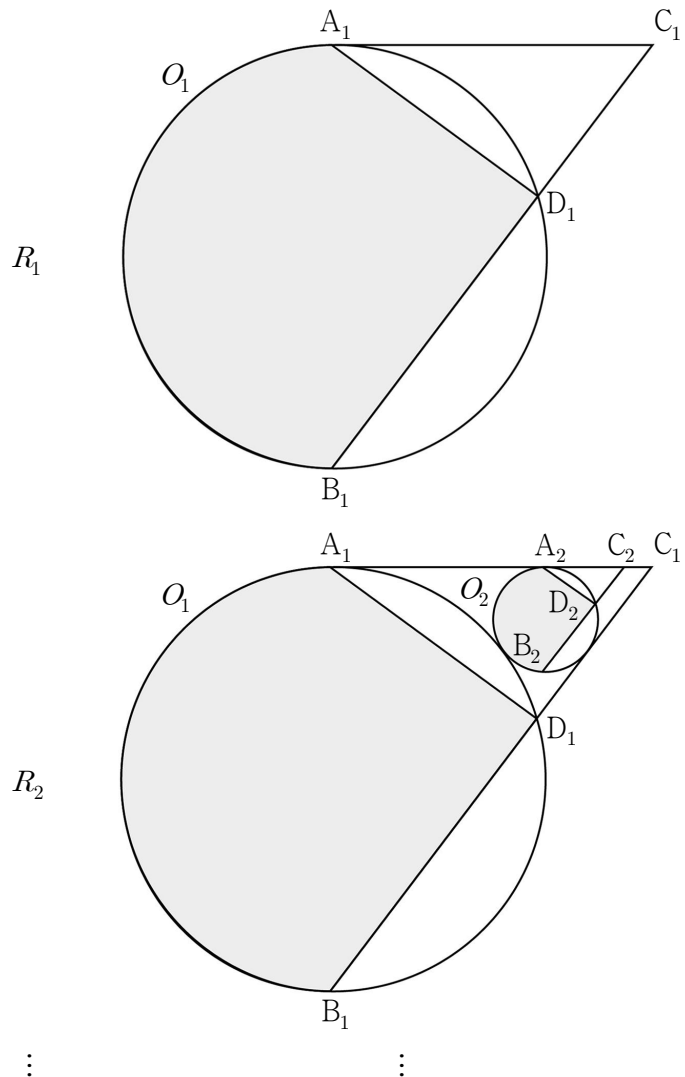 A₁ C₁
O₁
D₁
R₁
B₁
A₁ A₂ C₂ C₁
O₁ O₂
D₂
B₂
D₁
R₂
B₁
⋮ ⋮